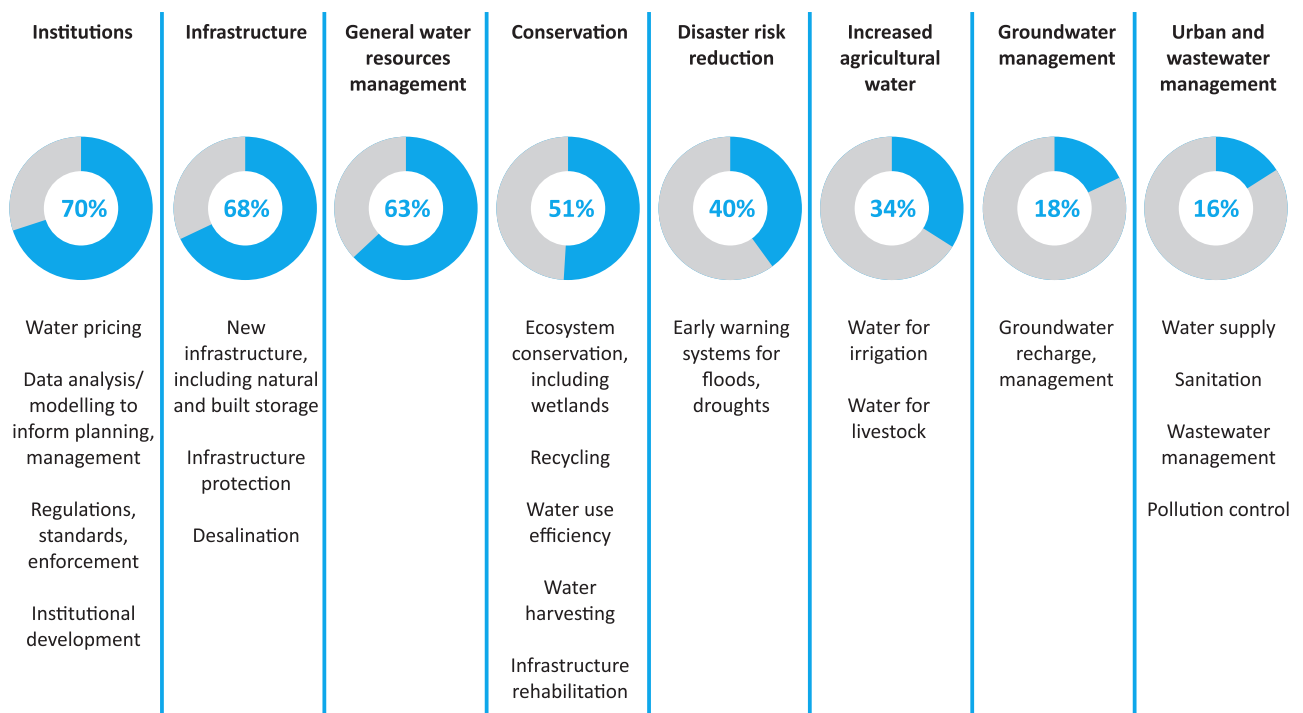 Institutions
70%
Water pricing
Data analysis/
modelling to
inform planning,
management
Regulations,
standards,
enforcement
Institutional
development
Infrastructure
68%
New
infrastructure,
including natural
and built storage
Infrastructure
protection
Desalination
General water
resources
management
63%
Conservation
51%
Ecosystem
conservation,
including
wetlands
Recycling
Water use
efficiency
Water
harvesting
Infrastructure
rehabilitation
Disaster risk
reduction
40%
Early warning
systems for
floods,
droughts
Increased
agricultural
water
34%
Water for
irrigation
Water for
livestock
Groundwater
management
18%
Groundwater
recharge,
management
Urban and
wastewater
management
16%
Water supply
Sanitation
Wastewater
management
Pollution control